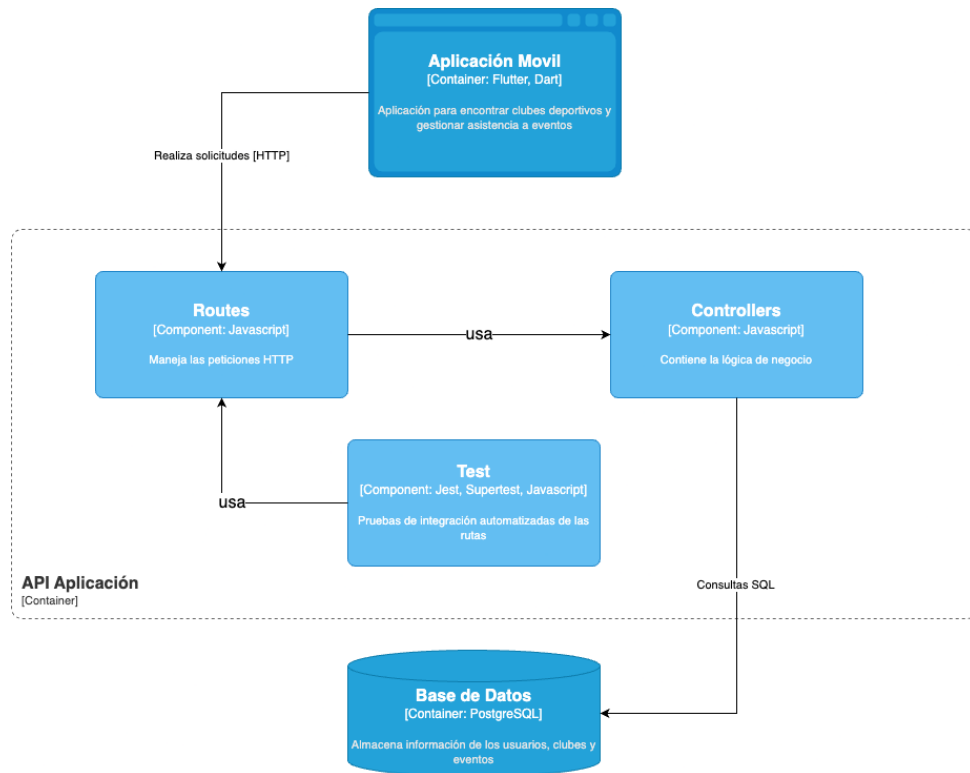 Aplicación Movil
[Container: Flutter, Dart]
Aplicación para encontrar clubes deportivos y
gestionar asistencia a eventos
Realiza solicitudes [HTTP]
Routes
[Component: Javascript]
Maneja las peticiones HTTP
usa
Controllers
[Component: Javascript]
Contiene la lógica de negocio
Test
[Component: Jest, Supertest, Javascript]
Pruebas de integración automatizadas de las
rutas
usa
API Aplicación
[Container]
Consultas SQL
Base de Datos
[Container: PostgreSQL]
Almacena información de los usuarios, clubes y
eventos